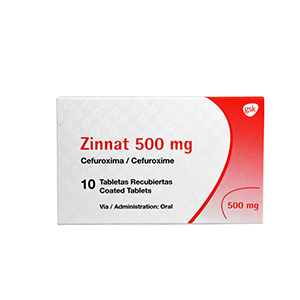 gsk
Zinnat 500 mg
Cefuroxima / Cefuroxime
10 Tabletas Recubiertas
Coated Tablets
Vía / Administration: Oral
500 mg